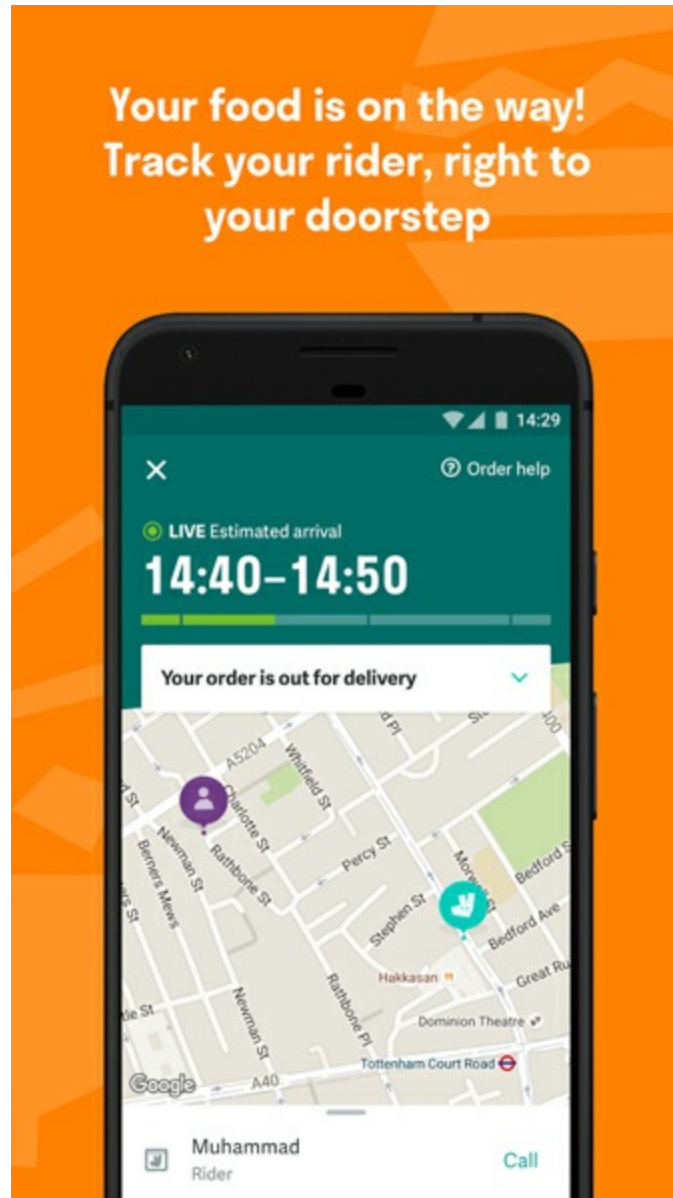 Your food is on the way!
Track your rider, right to
your doorstep
14:29
Order help
LIVE Estimated arrival
14:40–14:50
Your order is out for delivery
A5204
Whitfield St
400
Charlotte St
Newman St
Rathbone St
Berners Mews
Percy St
Stephen St
Bedford Ave
Hakkasan
Great Ru
Rathbone Pl
Newman St
Dominion Theatre
Tottenham Court Road
A40
Google
Muhammad
Rider
Call